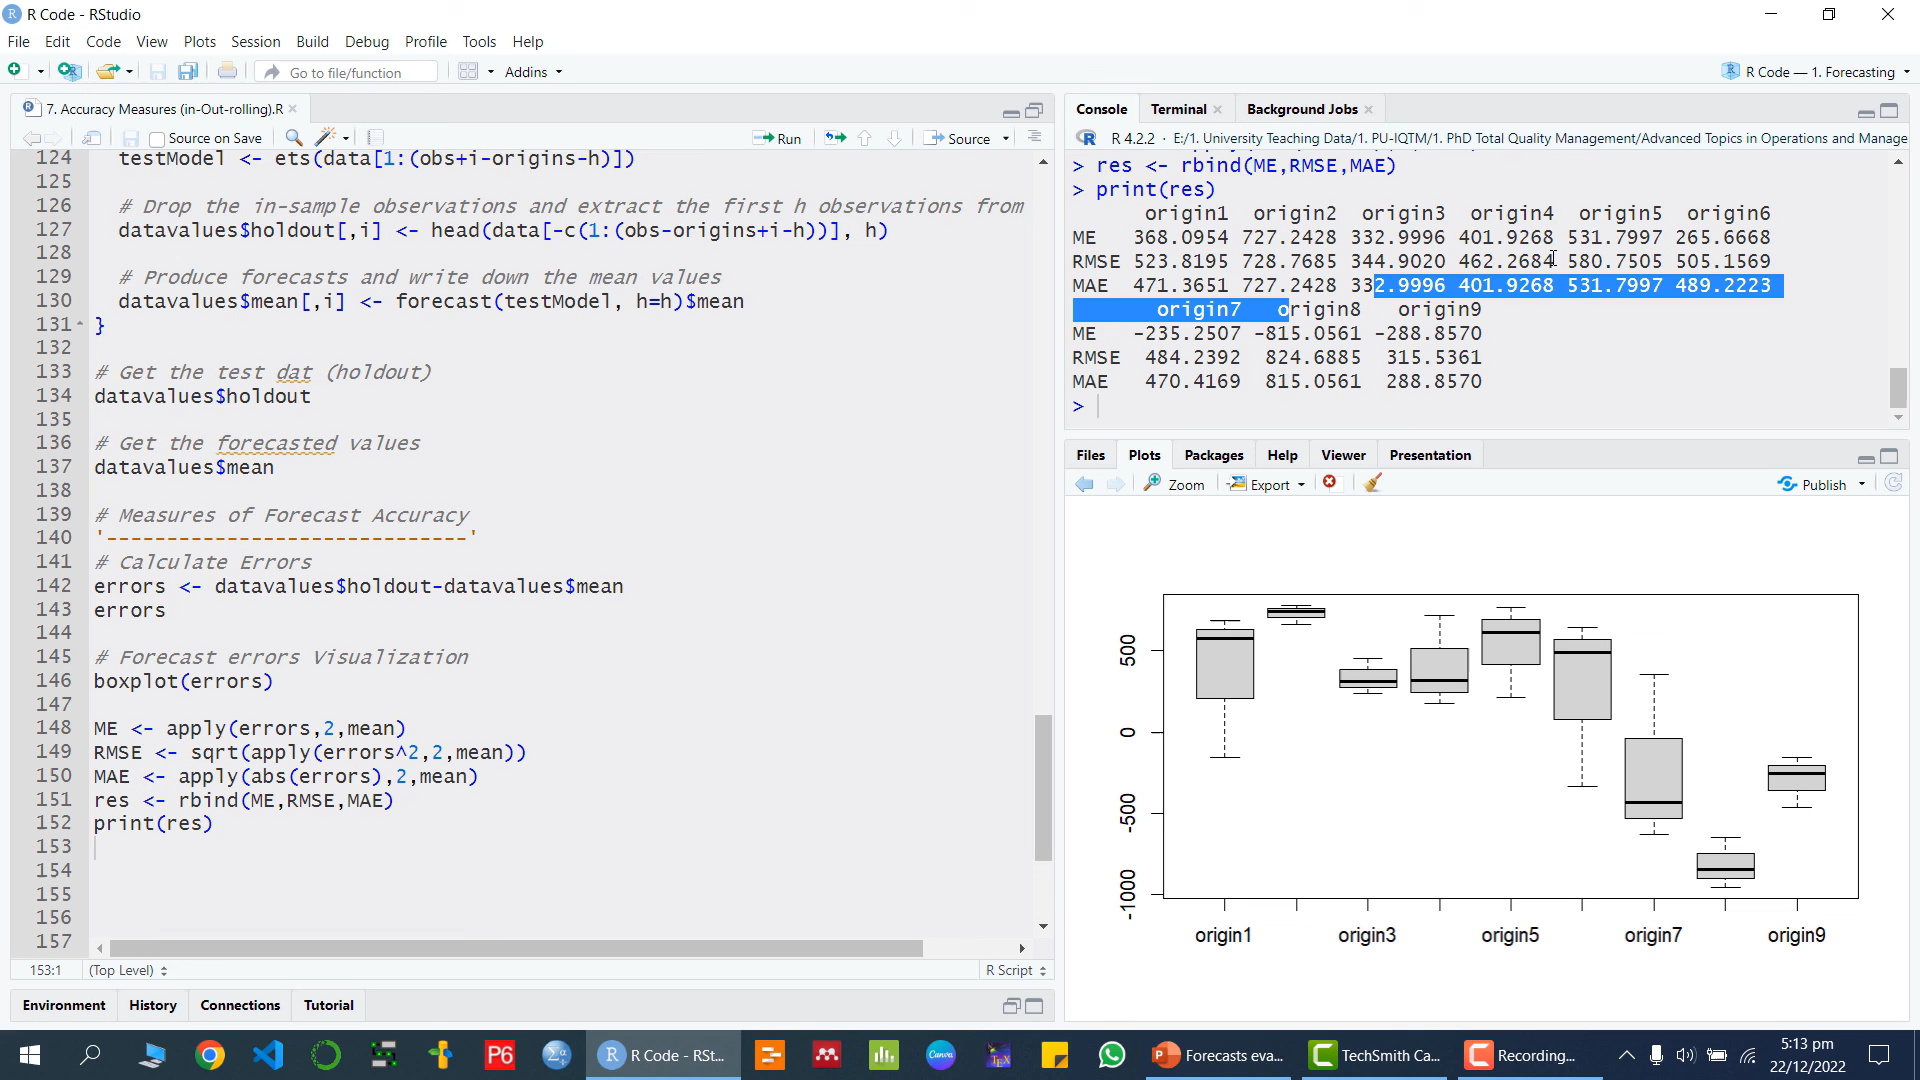 R Code - RStudio
File Edit Code View Plots Session Build Debug Profile Tools Help
Go to file/function Addins R Code — 1. Forecasting
7. Accuracy Measures (in-Out-rolling).R
Source on Save Run Source
124 testModel <- ets(data[1:(obs+i-origins-h)])
125
126 # Drop the in-sample observations and extract the first h observations from
127 datavalues$holdout[,i] <- head(data[-c(1:(obs-origins+i-h))], h)
128
129 # Produce forecasts and write down the mean values
130 datavalues$mean[,i] <- forecast(testModel, h=h)$mean
131 }
132
133 # Get the test dat (holdout)
134 datavalues$holdout
135
136 # Get the forecasted values
137 datavalues$mean
138
139 # Measures of Forecast Accuracy
140 '------------------------------'
141 # Calculate Errors
142 errors <- datavalues$holdout-datavalues$mean
143 errors
144
145 # Forecast errors Visualization
146 boxplot(errors)
147
148 ME <- apply(errors,2,mean)
149 RMSE <- sqrt(apply(errors^2,2,mean))
150 MAE <- apply(abs(errors),2,mean)
151 res <- rbind(ME,RMSE,MAE)
152 print(res)
153
154
155
156
157
153:1 (Top Level) R Script
Environment History Connections Tutorial
Console Terminal Background Jobs
R 4.2.2 · E:/1. University Teaching Data/1. PU-IQTM/1. PhD Total Quality Management/Advanced Topics in Operations and Manage
> res <- rbind(ME,RMSE,MAE)
> print(res)
origin1 origin2 origin3 origin4 origin5 origin6
ME 368.0954 727.2428 332.9996 401.9268 531.7997 265.6668
RMSE 523.8195 728.7685 344.9020 462.2684 580.7505 505.1569
MAE 471.3651 727.2428 332.9996 401.9268 531.7997 489.2223
origin7 origin8 origin9
ME -235.2507 -815.0561 -288.8570
RMSE 484.2392 824.6885 315.5361
MAE 470.4169 815.0561 288.8570
>
Files Plots Packages Help Viewer Presentation
Zoom Export Publish
500
0
-500
-1000
origin1 origin3 origin5 origin7 origin9
P6 R Code - RSt... Canva TEX Forecasts eva... TechSmith Ca... Recording... 5:13 pm
22/12/2022